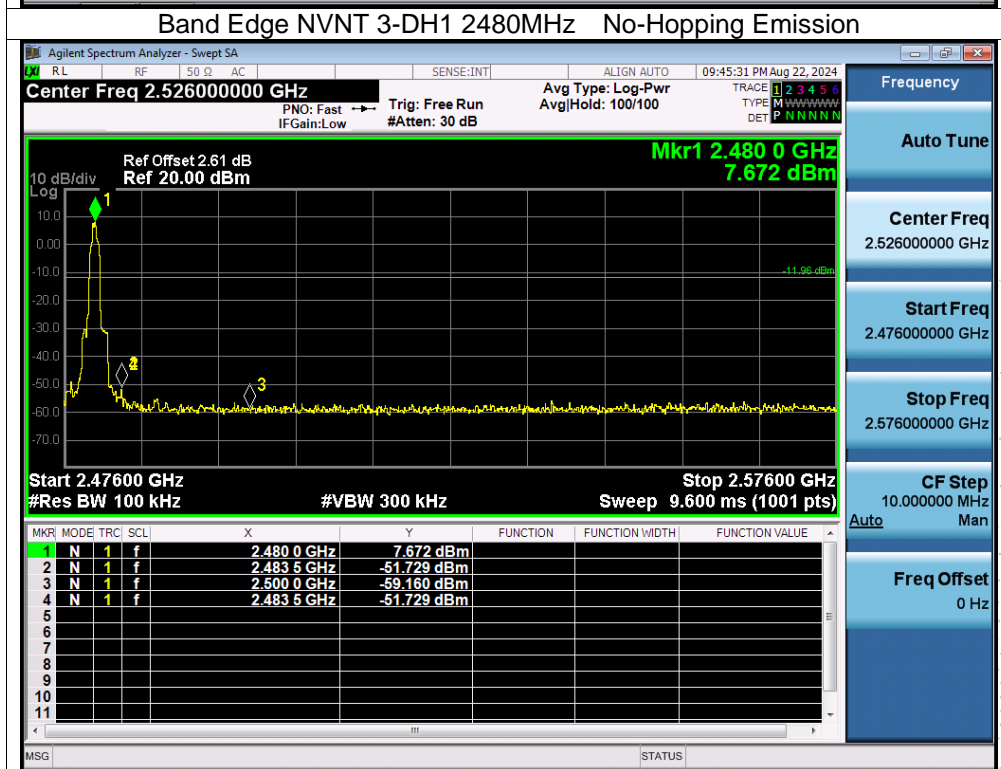 Band Edge NVNT 3-DH1 2480MHz No-Hopping Emission
Agilent Spectrum Analyzer - Swept SA
LXI RL RF 50 Ω AC SENSE:INT ALIGN AUTO 09:45:31 PM Aug 22, 2024
Center Freq 2.526000000 GHz
PNO: Fast
IFGain:Low
Trig: Free Run
#Atten: 30 dB
Avg Type: Log-Pwr
Avg|Hold: 100/100
TRACE 1 2 3 4 5 6
TYPE M WWWWW
DET P N N N N N
Frequency
Auto Tune
Center Freq
2.526000000 GHz
Start Freq
2.476000000 GHz
Stop Freq
2.576000000 GHz
CF Step
10.000000 MHz
Auto Man
Freq Offset
0 Hz
Mkr1 2.480 0 GHz
7.672 dBm
Ref Offset 2.61 dB
10 dB/div Ref 20.00 dBm
Log
1
10.0
0.00
-10.0
-11.96 dBm
-20.0
-30.0
-40.0
-50.0
3
-60.0
-70.0
Start 2.47600 GHz Stop 2.57600 GHz
#Res BW 100 kHz #VBW 300 kHz Sweep 9.600 ms (1001 pts)
MKR MODE TRC SCL X Y FUNCTION FUNCTION WIDTH FUNCTION VALUE
1 N 1 f 2.480 0 GHz 7.672 dBm
2 N 1 f 2.483 5 GHz -51.729 dBm
3 N 1 f 2.500 0 GHz -59.160 dBm
4 N 1 f 2.483 5 GHz -51.729 dBm
5
6
7
8
9
10
11
MSG STATUS